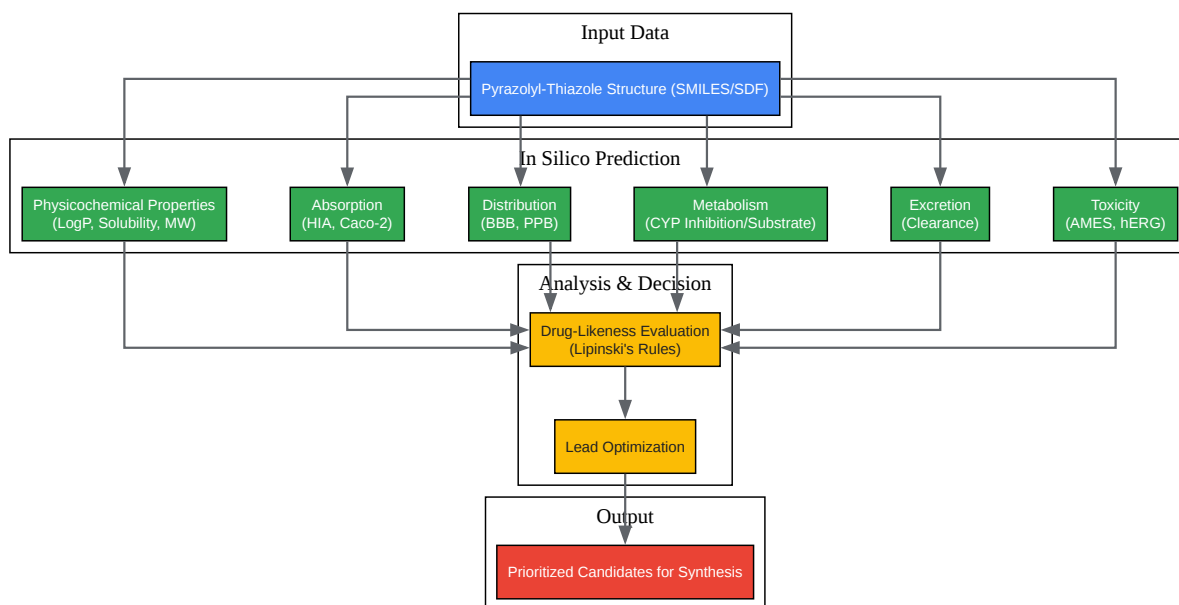 Input Data
Pyrazolyl-Thiazole Structure (SMILES/SDF)
In Silico Prediction
Physicochemical Properties
(LogP, Solubility, MW)
Absorption
(HIA, Caco-2)
Distribution
(BBB, PPB)
Metabolism
(CYP Inhibition/Substrate)
Excretion
(Clearance)
Toxicity
(AMES, hERG)
Analysis & Decision
Drug-Likeness Evaluation
(Lipinski's Rules)
Lead Optimization
Output
Prioritized Candidates for Synthesis